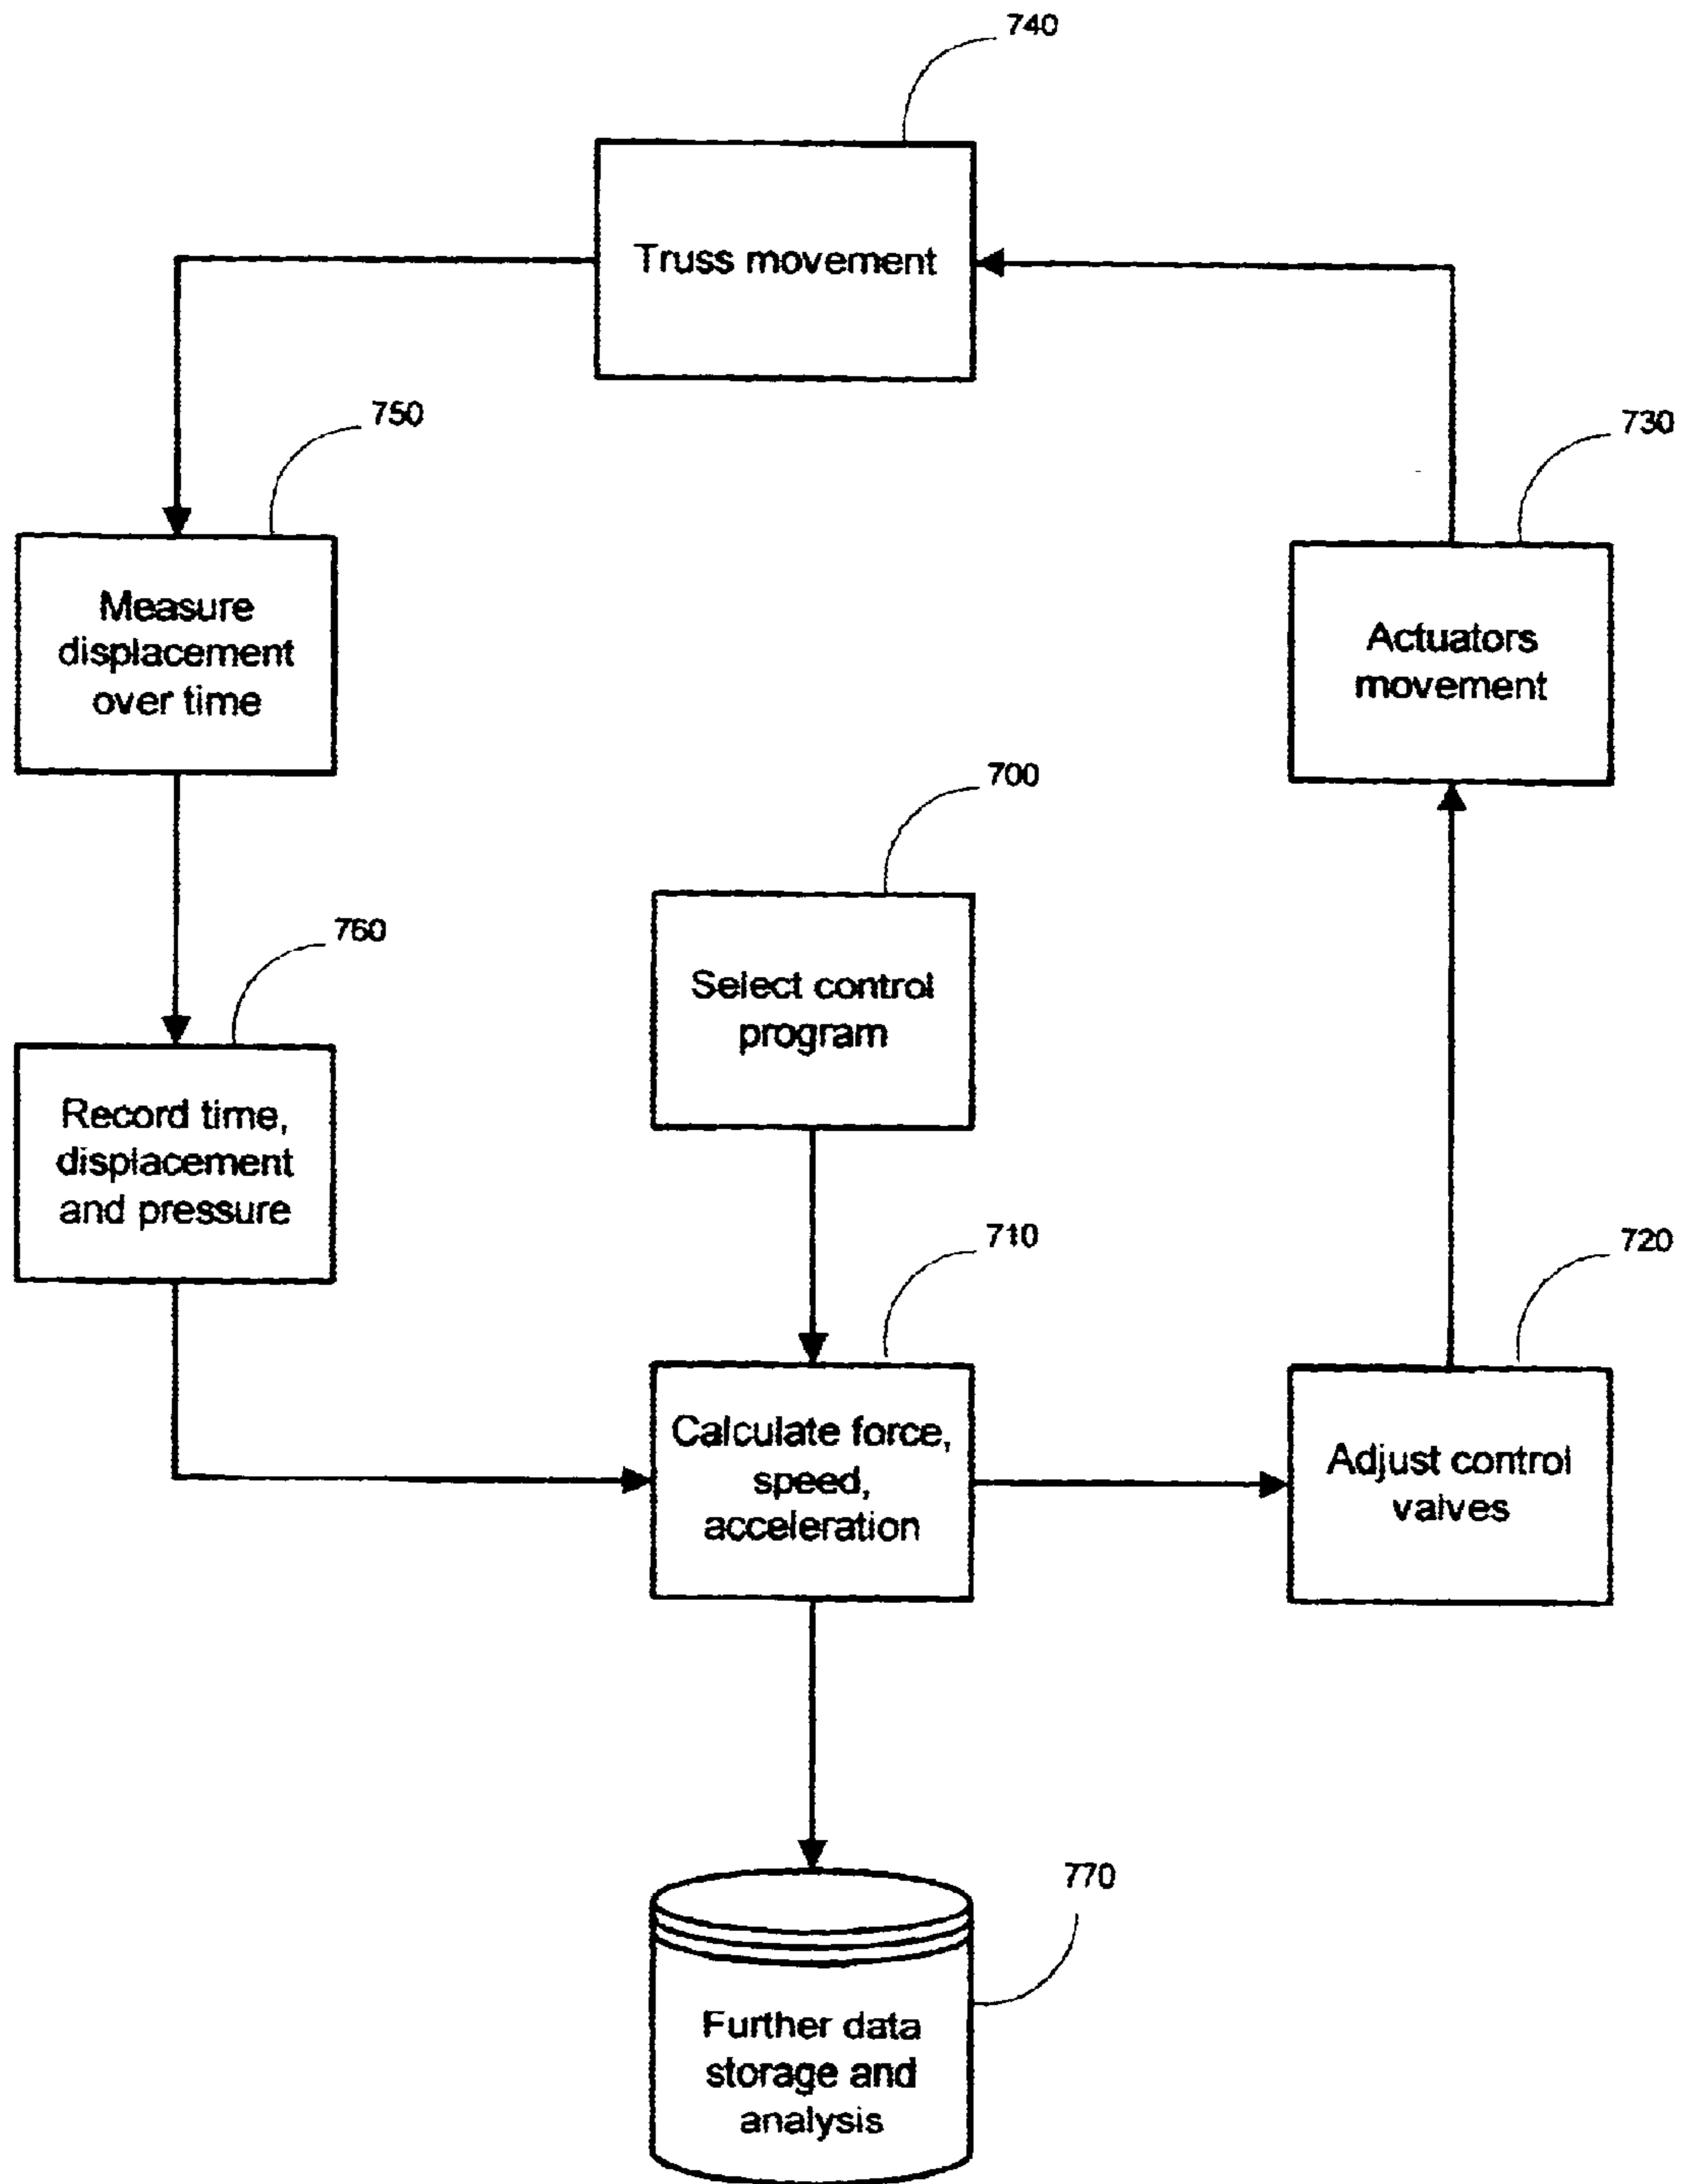 740
Truss movement
750
730
Measure
displacement
over time
Actuators
movement
700
760
Select control
program
Record time,
displacement
and pressure
710
720
Calculate force,
speed,
acceleration
Adjust control
valves
770
Further data
storage and
analysis